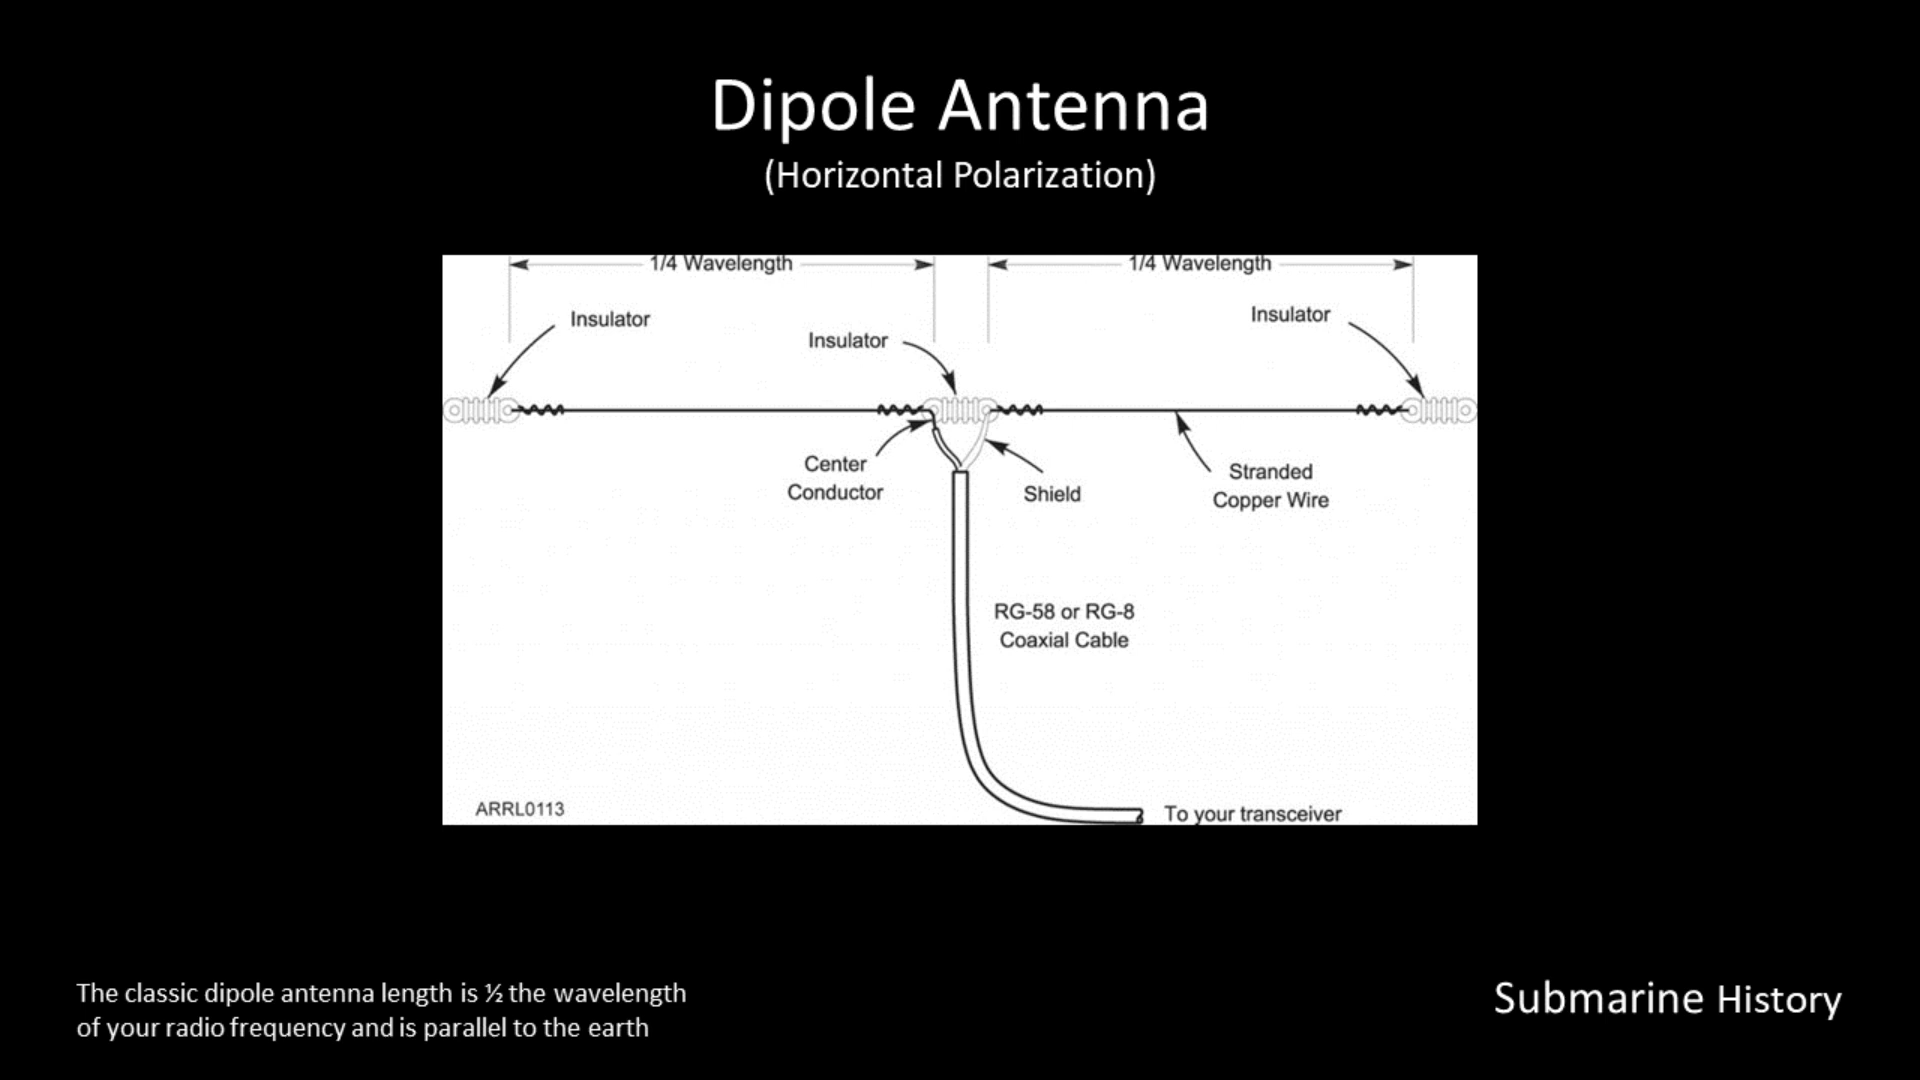 Dipole Antenna
(Horizontal Polarization)
1/4 Wavelength
1/4 Wavelength
Insulator
Insulator
Insulator
Center
Conductor
Shield
Stranded
Copper Wire
RG-58 or RG-8
Coaxial Cable
ARRL0113
To your transceiver
The classic dipole antenna length is ½ the wavelength
of your radio frequency and is parallel to the earth
Submarine History